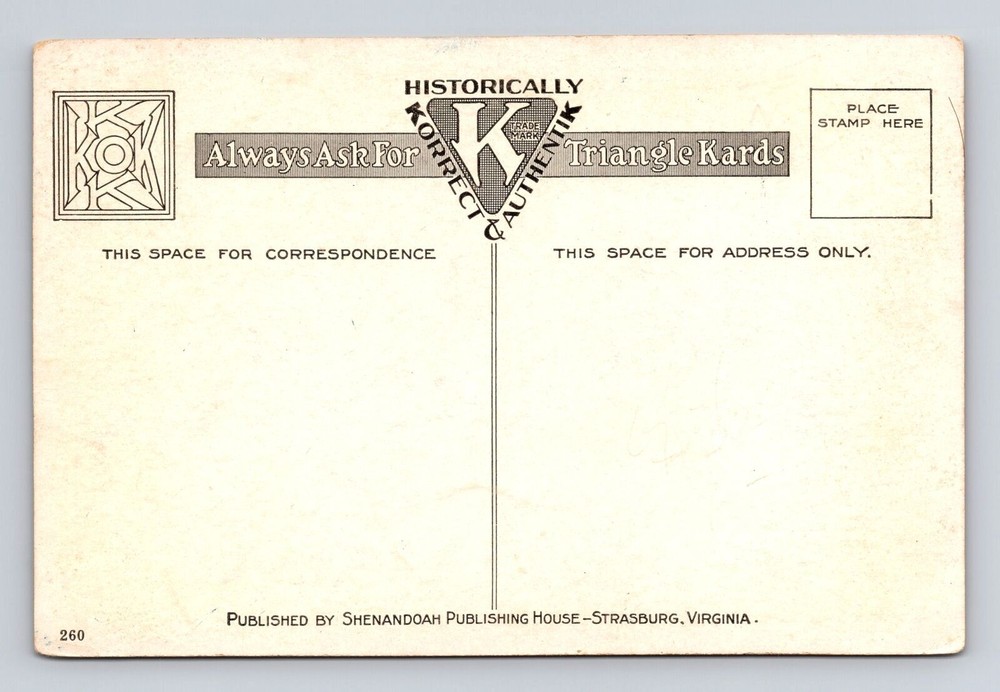 HISTORICALLY
KORRECT & AUTHENTIK
K
TRADE
MARK
Always Ask For
Triangle Kards
PLACE
STAMP HERE
K
K K
K
THIS SPACE FOR CORRESPONDENCE
THIS SPACE FOR ADDRESS ONLY.
PUBLISHED BY SHENANDOAH PUBLISHING HOUSE–STRASBURG, VIRGINIA.
260